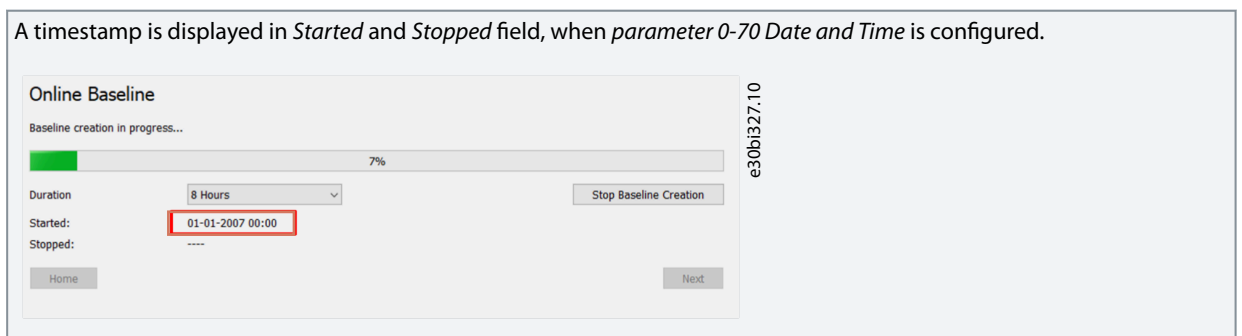 A timestamp is displayed in Started and Stopped field, when parameter 0-70 Date and Time is configured.
Online Baseline
Baseline creation in progress...
7%
Duration 8 Hours Stop Baseline Creation
Started: 01-01-2007 00:00
Stopped: ----
Home Next
e30bi327.10